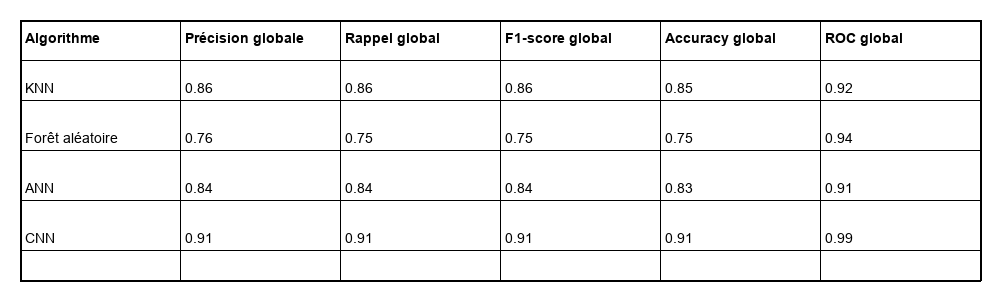 Algorithme Précision globale Rappel global F1-score global Accuracy global ROC global
KNN 0.86 0.86 0.86 0.85 0.92
Forêt aléatoire 0.76 0.75 0.75 0.75 0.94
ANN 0.84 0.84 0.84 0.83 0.91
CNN 0.91 0.91 0.91 0.91 0.99